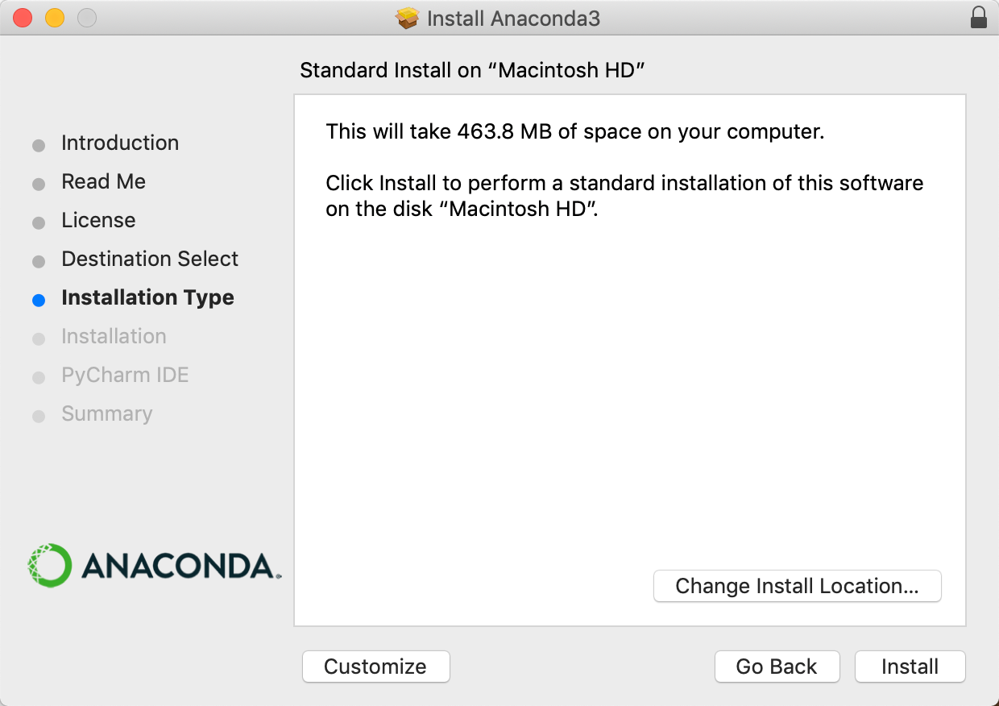 Install Anaconda3
Standard Install on “Macintosh HD”
Introduction
Read Me
License
Destination Select
Installation Type
Installation
PyCharm IDE
Summary
ANACONDA.
This will take 463.8 MB of space on your computer.
Click Install to perform a standard installation of this software
on the disk “Macintosh HD”.
Change Install Location...
Customize
Go Back
Install